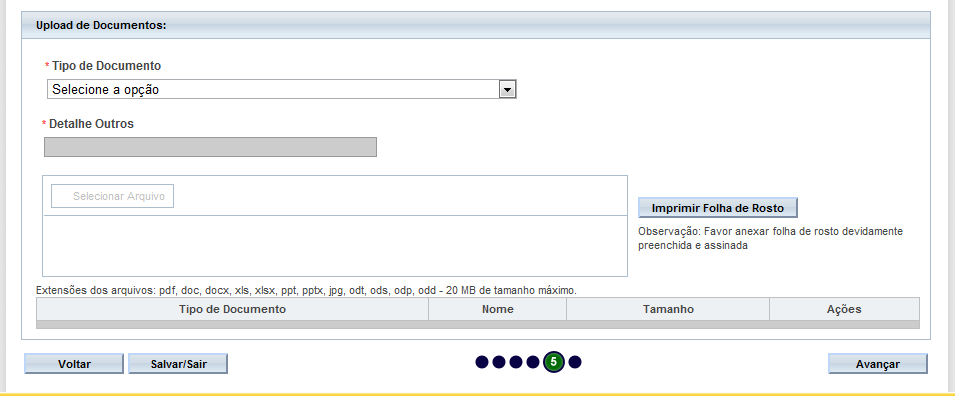 Upload de Documentos:
* Tipo de Documento
Selecione a opção
* Detalhe Outros
Selecionar Arquivo
Imprimir Folha de Rosto
Observação: Favor anexar folha de rosto devidamente
preenchida e assinada
Extensões dos arquivos: pdf, doc, docx, xls, xlsx, ppt, pptx, jpg, odt, ods, odp, odd - 20 MB de tamanho máximo.
Tipo de Documento Nome Tamanho Ações
Voltar Salvar/Sair 5 Avançar